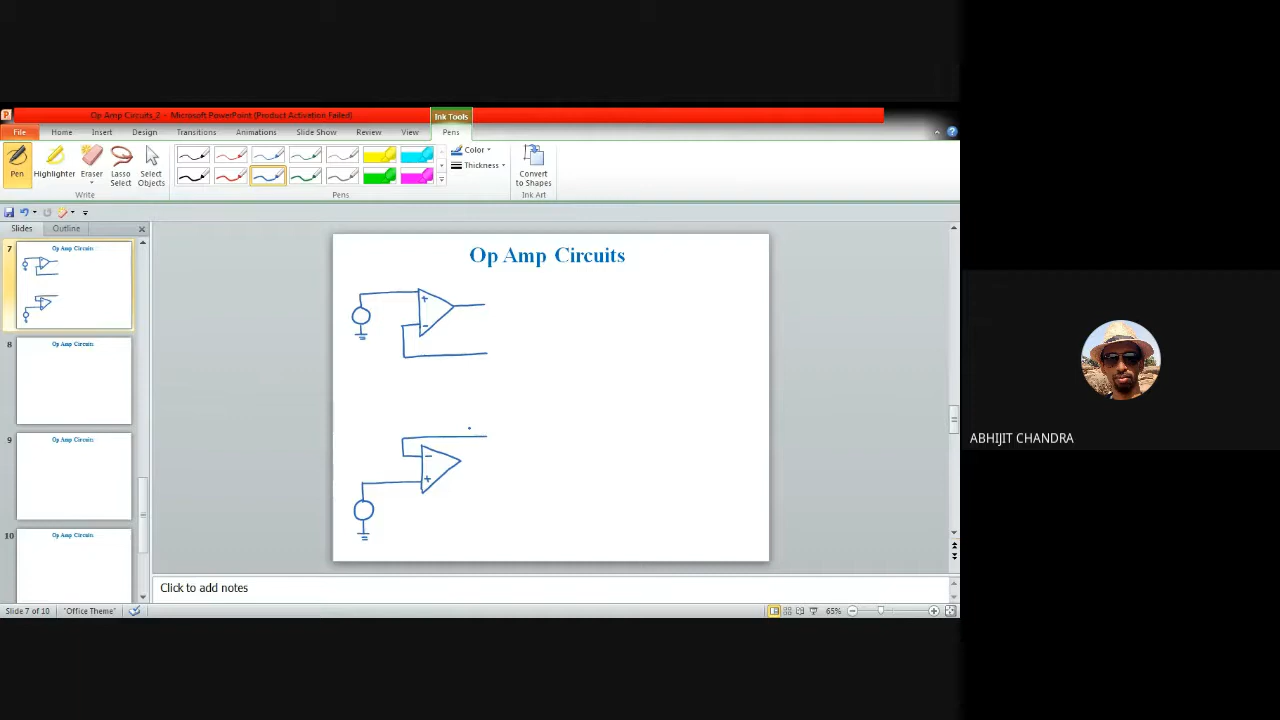 Op Amp Circuits_2 - Microsoft PowerPoint (Product Activation Failed)
Ink Tools
File Home Insert Design Transitions Animations Slide Show Review View Pens
Pen Highlighter Eraser Lasso Select Select Objects
Color
Thickness
Convert to Shapes
Write Pens Ink Art
Slides Outline
7 Op Amp Circuits
8 Op Amp Circuits
9 Op Amp Circuits
10 Op Amp Circuits
Op Amp Circuits
+
-
-
+
ABHIJIT CHANDRA
Click to add notes
Slide 7 of 10 "Office Theme" 65%